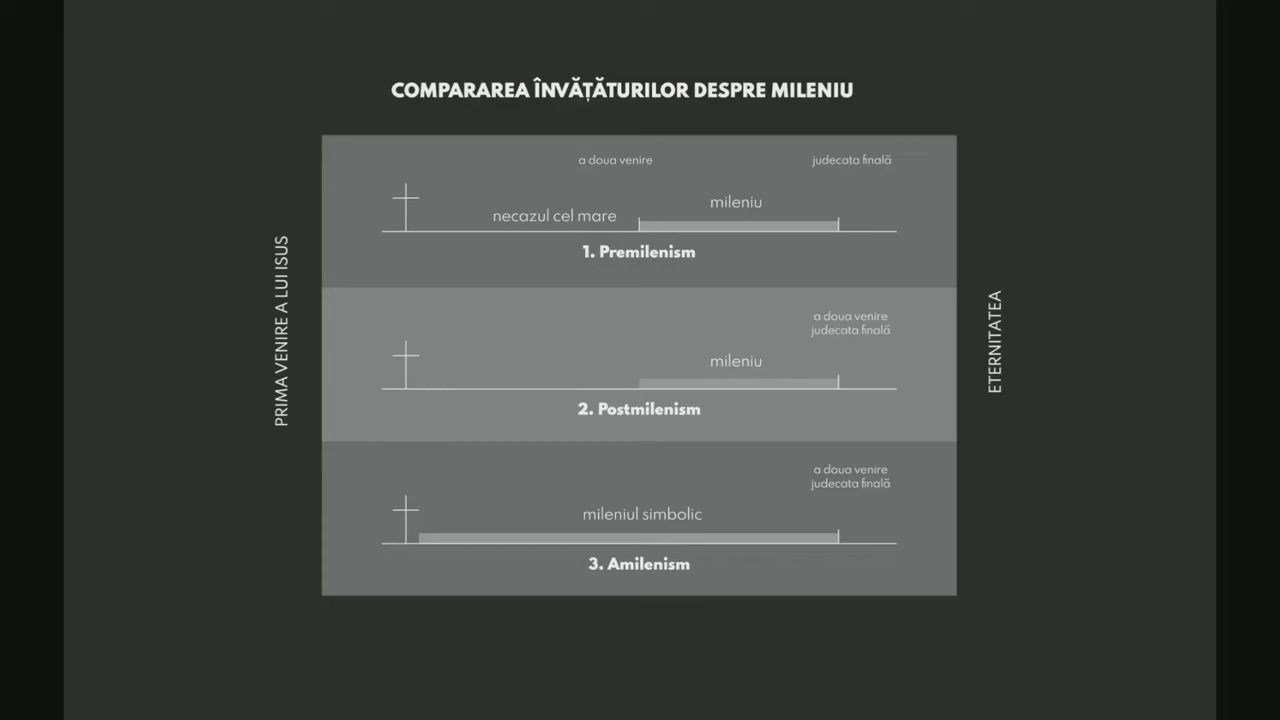 COMPARAREA ÎNVĂȚĂTURILOR DESPRE MILENIU
PRIMA VENIRE A LUI ISUS
a doua venire
judecata finală
necazul cel mare
mileniu
1. Premilenism
a doua venire
judecata finală
mileniu
2. Postmilenism
a doua venire
judecata finală
mileniul simbolic
3. Amilenism
ETERNITATEA